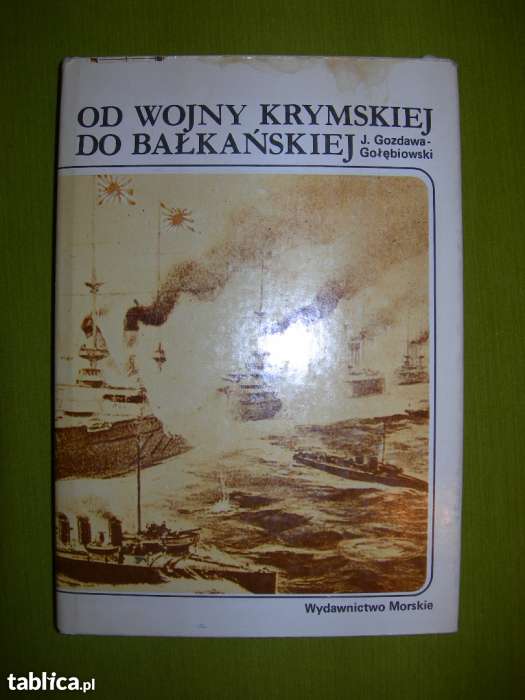 OD WOJNY KRYMSKIEJ
DO BAŁKAŃSKIEJ
J. Gozdawa-
Gołębiowski
Wydawnictwo Morskie
tablica.pl